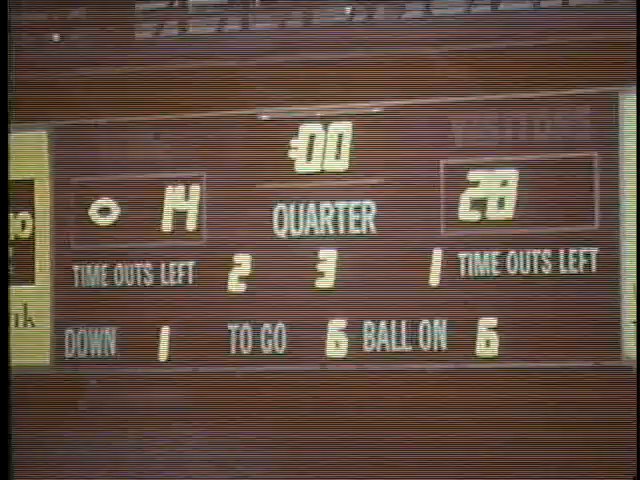 :00
VISITORS
14
28
QUARTER
TIME OUTS LEFT 2 3 1 TIME OUTS LEFT
DOWN 1 TO GO 6 BALL ON 6